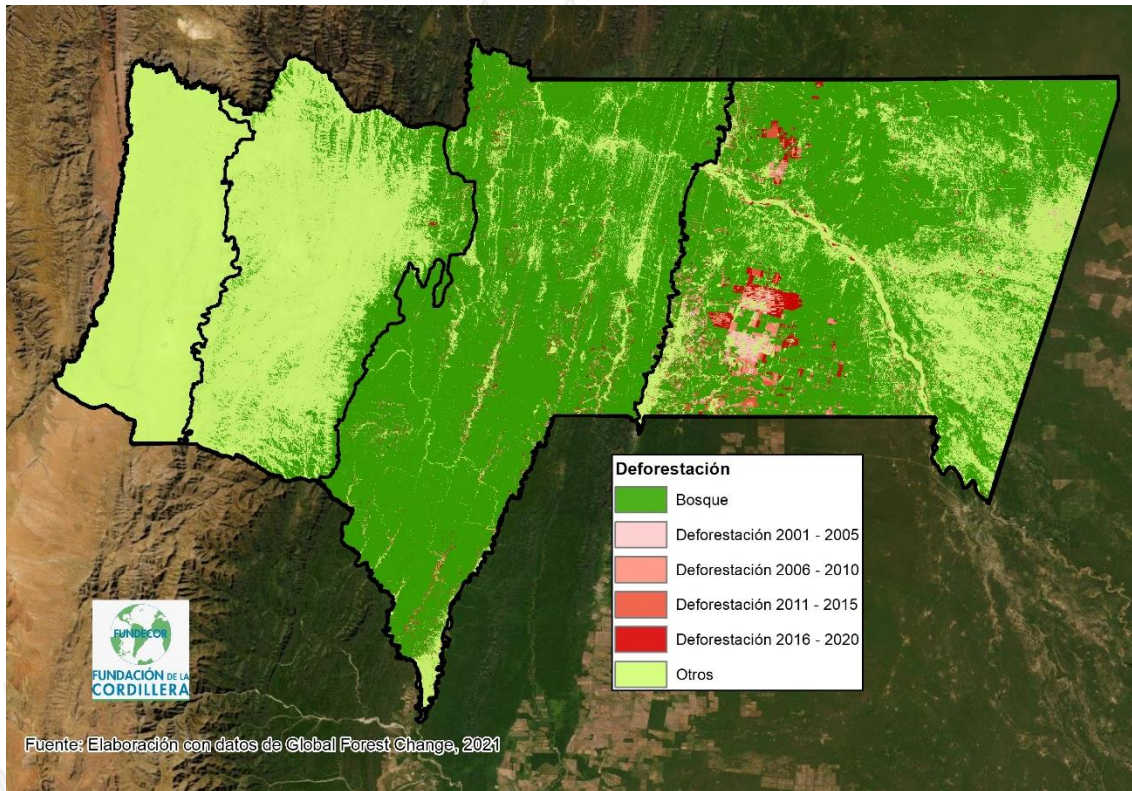 Deforestación
Bosque
Deforestación 2001 - 2005
Deforestación 2006 - 2010
Deforestación 2011 - 2015
Deforestación 2016 - 2020
Otros
FUNDECOR
FUNDACIÓN DE LA
CORDILLERA
Fuente: Elaboración con datos de Global Forest Change, 2021